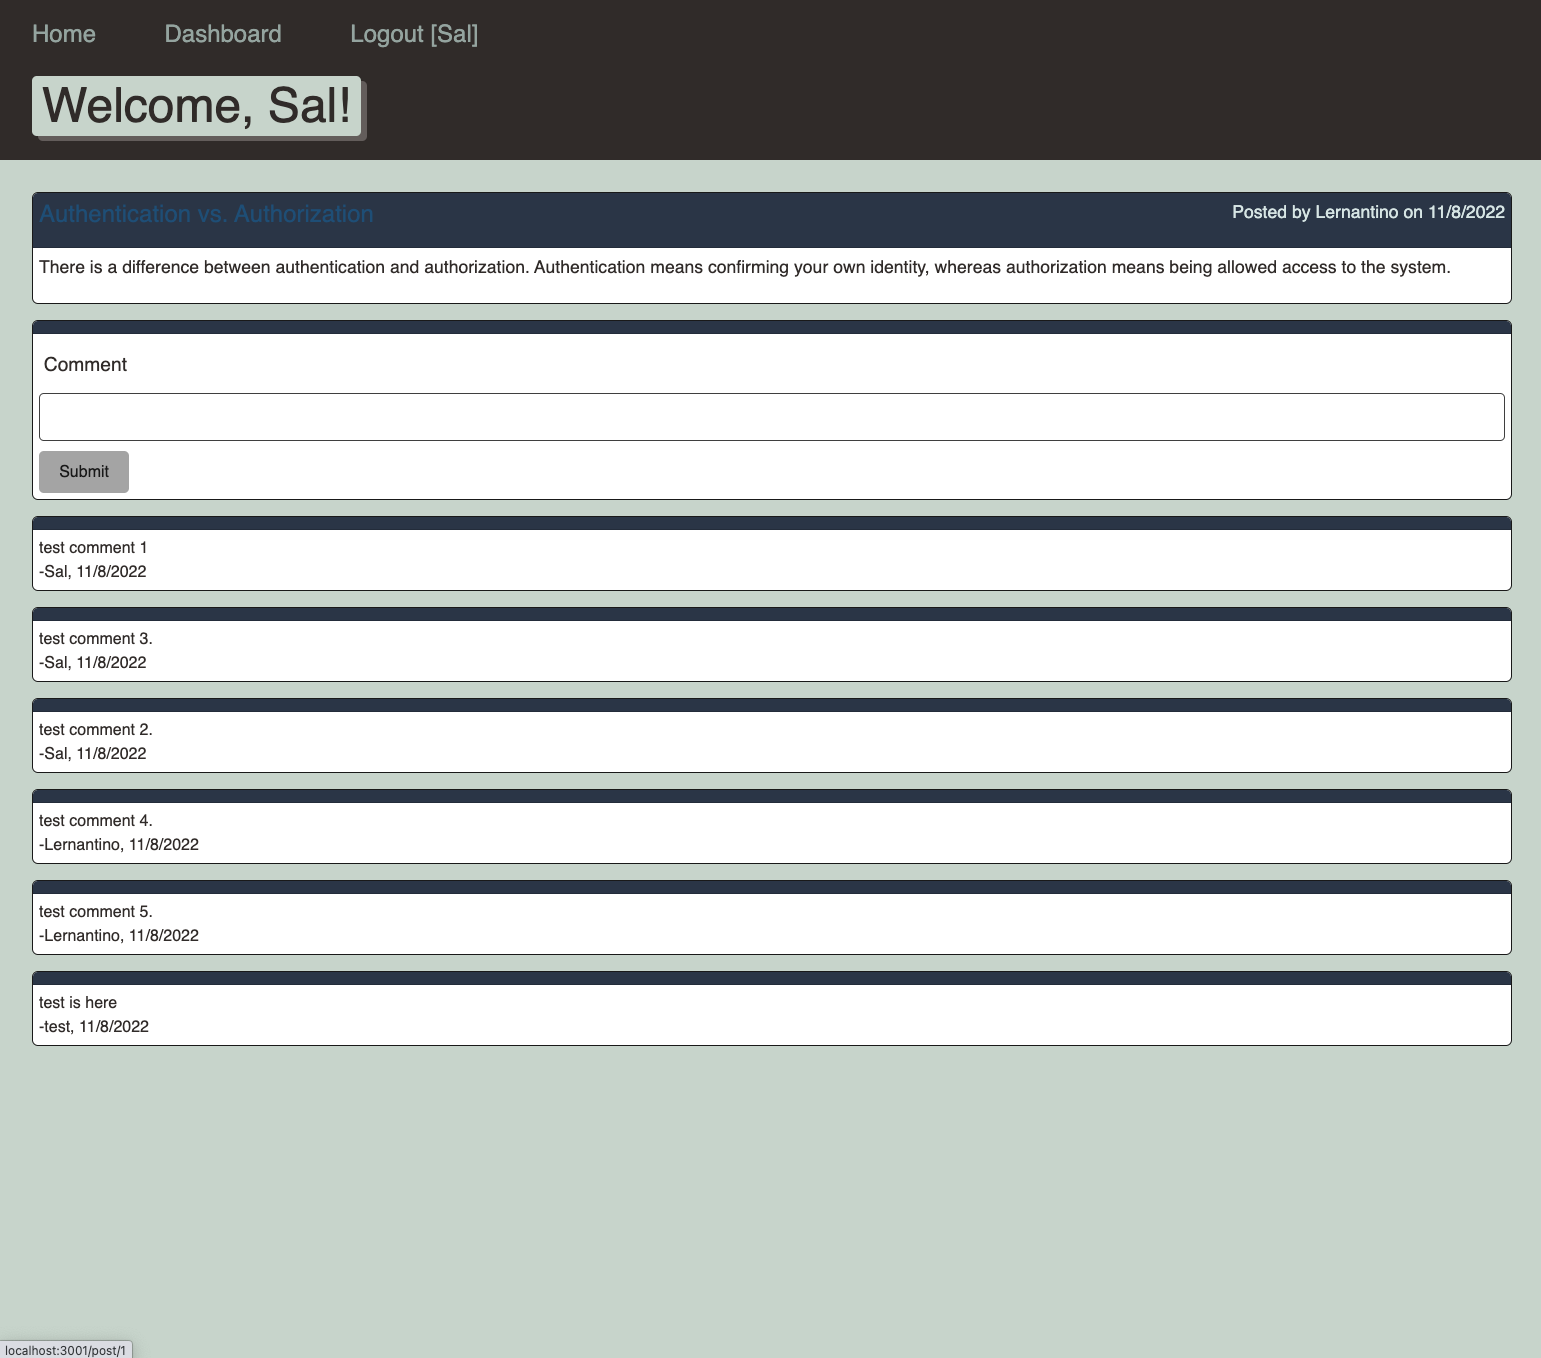 Home Dashboard Logout [Sal]
Welcome, Sal!
Authentication vs. Authorization Posted by Lernantino on 11/8/2022
There is a difference between authentication and authorization. Authentication means confirming your own identity, whereas authorization means being allowed access to the system.
Comment
Submit
test comment 1
-Sal, 11/8/2022
test comment 3.
-Sal, 11/8/2022
test comment 2.
-Sal, 11/8/2022
test comment 4.
-Lernantino, 11/8/2022
test comment 5.
-Lernantino, 11/8/2022
test is here
-test, 11/8/2022
localhost:3001/post/1